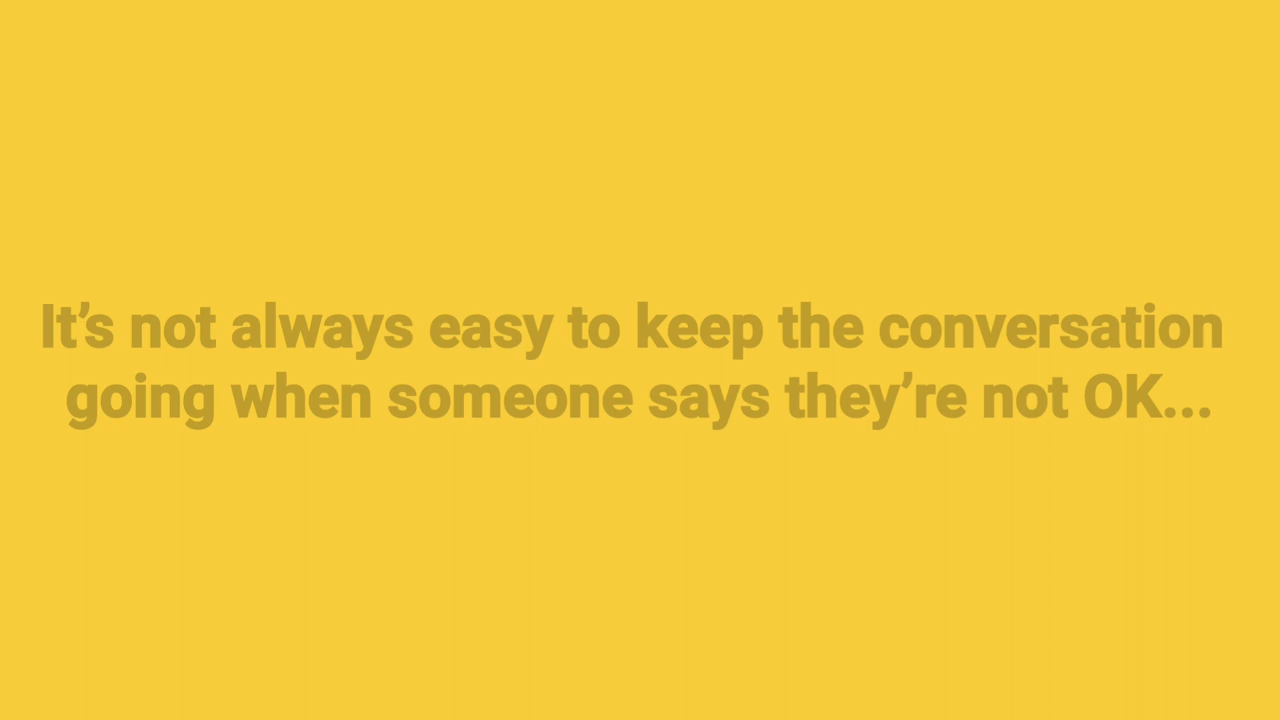 It’s not always easy to keep the conversation
going when someone says they’re not OK...